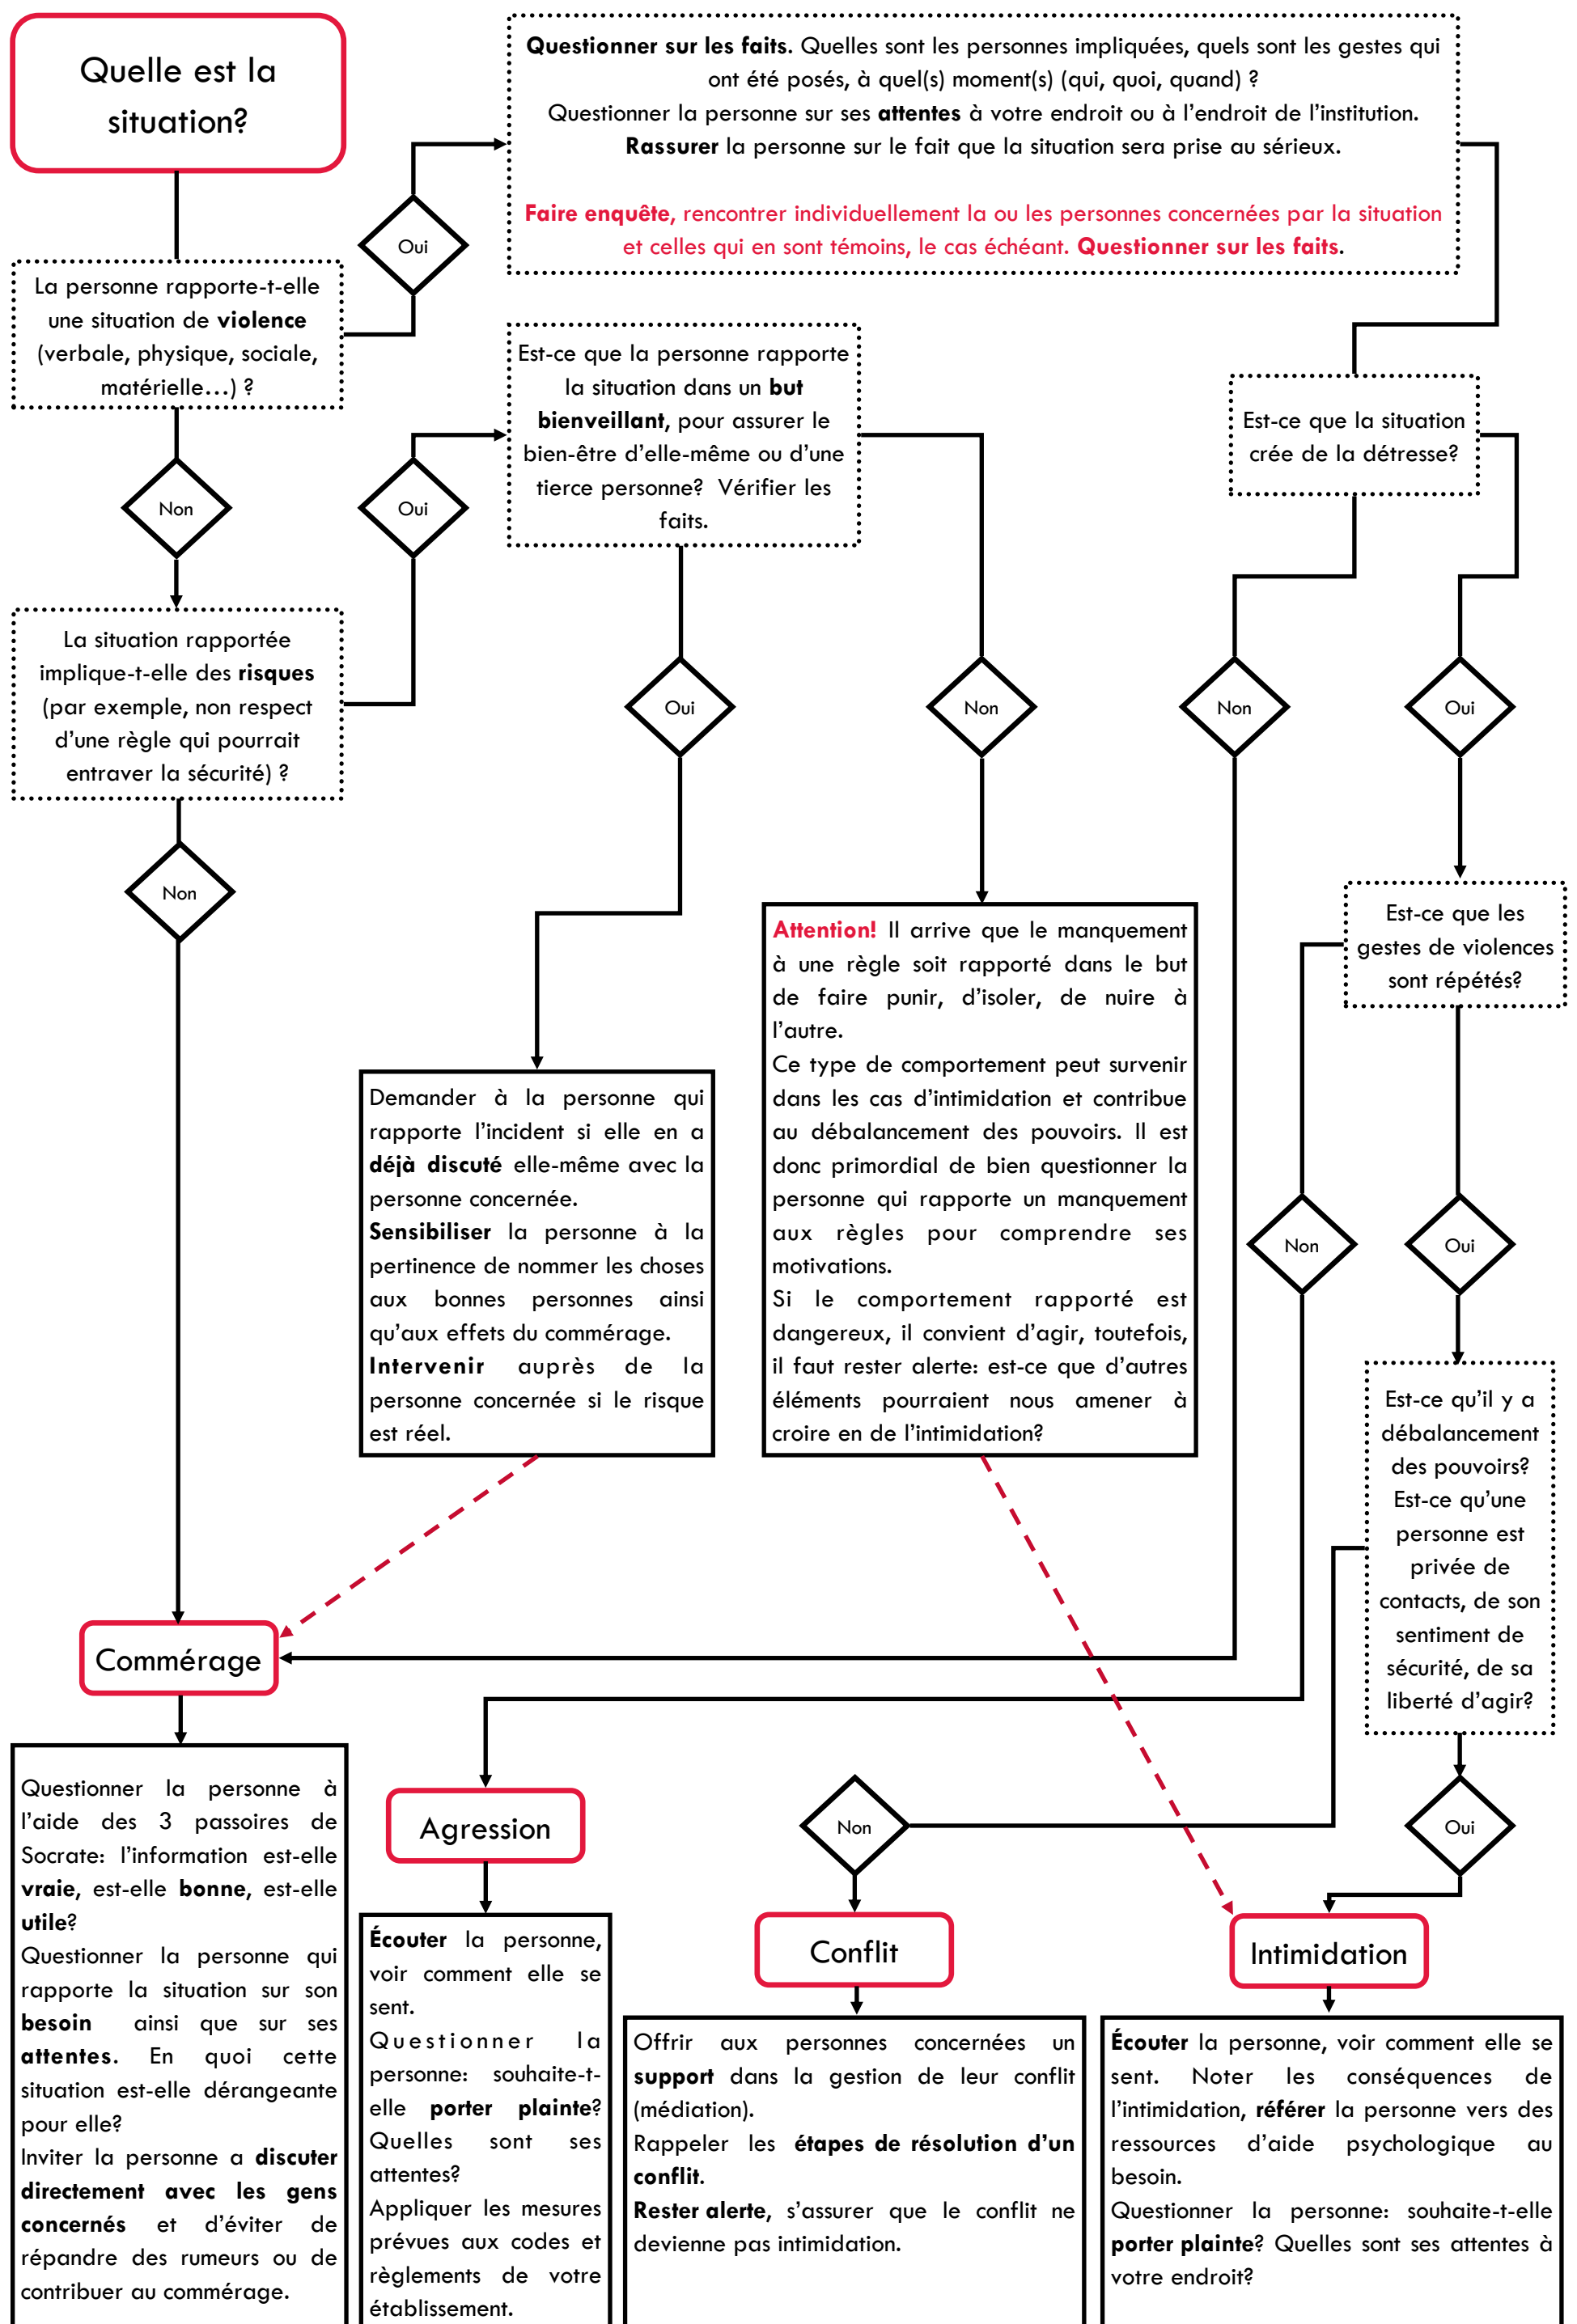 Quelle est la
situation?
Questionner sur les faits. Quelles sont les personnes impliquées, quels sont les gestes qui
ont été posés, à quel(s) moment(s) (qui, quoi, quand) ?
Questionner la personne sur ses attentes à votre endroit ou à l'endroit de l'institution.
Rassurer la personne sur le fait que la situation sera prise au sérieux.
Faire enquête, rencontrer individuellement la ou les personnes concernées par la situation
et celles qui en sont témoins, le cas échéant. Questionner sur les faits.
Oui
La personne rapporte-t-elle
une situation de violence
(verbale, physique, sociale,
matérielle...) ?
Est-ce que la personne rapporte
la situation dans un but
bienveillant, pour assurer le
bien-être d'elle-même ou d'une
tierce personne? Vérifier les
faits.
Est-ce que la situation
crée de la détresse?
Non
Oui
La situation rapportée
implique-t-elle des risques
(par exemple, non respect
d'une règle qui pourrait
entraver la sécurité) ?
Oui
Non
Non
Oui
Non
Est-ce que les
gestes de violences
sont répétés?
Attention! Il arrive que le manquement
à une règle soit rapporté dans le but
de faire punir, d'isoler, de nuire à
l'autre.
Ce type de comportement peut survenir
dans les cas d'intimidation et contribue
au débalancement des pouvoirs. Il est
donc primordial de bien questionner la
personne qui rapporte un manquement
aux règles pour comprendre ses
motivations.
Si le comportement rapporté est
dangereux, il convient d'agir, toutefois,
il faut rester alerte: est-ce que d'autres
éléments pourraient nous amener à
croire en de l'intimidation?
Demander à la personne qui
rapporte l'incident si elle en a
déjà discuté elle-même avec la
personne concernée.
Sensibiliser la personne à la
pertinence de nommer les choses
aux bonnes personnes ainsi
qu'aux effets du commérage.
Intervenir auprès de la
personne concernée si le risque
est réel.
Non
Oui
Est-ce qu'il y a
débalancement
des pouvoirs?
Est-ce qu'une
personne est
privée de
contacts, de son
sentiment de
sécurité, de sa
liberté d'agir?
Commérage
Questionner la personne à
l'aide des 3 passoires de
Socrate: l'information est-elle
vraie, est-elle bonne, est-elle
utile?
Questionner la personne qui
rapporte la situation sur son
besoin ainsi que sur ses
attentes. En quoi cette
situation est-elle dérangeante
pour elle?
Inviter la personne a discuter
directement avec les gens
concernés et d'éviter de
répandre des rumeurs ou de
contribuer au commérage.
Agression
Écouter la personne,
voir comment elle se
sent.
Questionner la
personne: souhaite-t-
elle porter plainte?
Quelles sont ses
attentes?
Appliquer les mesures
prévues aux codes et
règlements de votre
établissement.
Non
Conflit
Offrir aux personnes concernées un
support dans la gestion de leur conflit
(médiation).
Rappeler les étapes de résolution d'un
conflit.
Rester alerte, s'assurer que le conflit ne
devienne pas intimidation.
Oui
Intimidation
Écouter la personne, voir comment elle se
sent. Noter les conséquences de
l'intimidation, référer la personne vers des
ressources d'aide psychologique au
besoin.
Questionner la personne: souhaite-t-elle
porter plainte? Quelles sont ses attentes à
votre endroit?